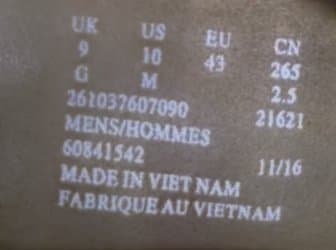 UK US EU CN
9 10 43 265
G M 2.5
261037607090 21621
MENS/HOMMES
60841542 11/16
MADE IN VIET NAM
FABRIQUE AU VIETNAM